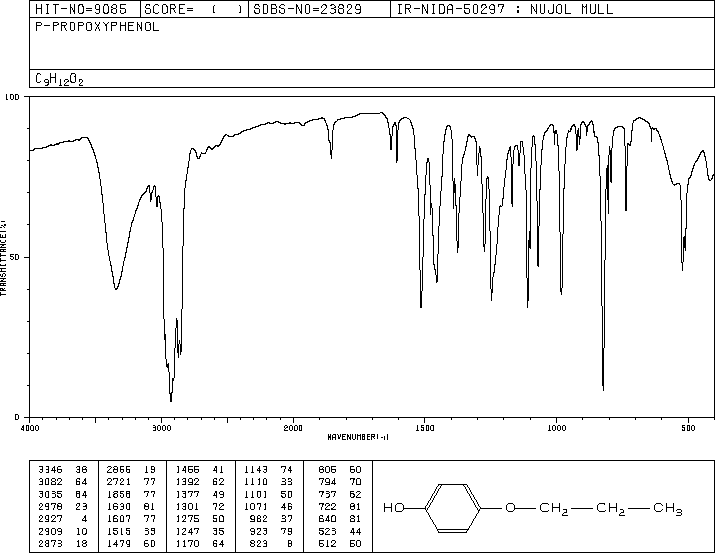 HIT-NO=9085 SCORE= ( ) SDBS-NO=23829 IR-NIDA-50297 : NUJOL MULL
P-PROPOXYPHENOL
C9H12O2
100
50
0
TRANSMITTANCE(%)
4000 3000 2000 1500 1000 500
WAVENUMBER(-1)
3346 38 2855 19 1455 41 1143 74 805 60
3082 64 2721 77 1392 62 1110 33 794 70
3035 64 1858 77 1377 49 1101 50 737 62
2978 23 1630 81 1301 72 1071 46 722 81
2927 4 1607 77 1275 50 982 37 640 81
2909 10 1515 33 1247 35 923 79 523 44
2873 18 1479 60 1170 64 823 8 512 50
HO O CH2 CH2 CH3